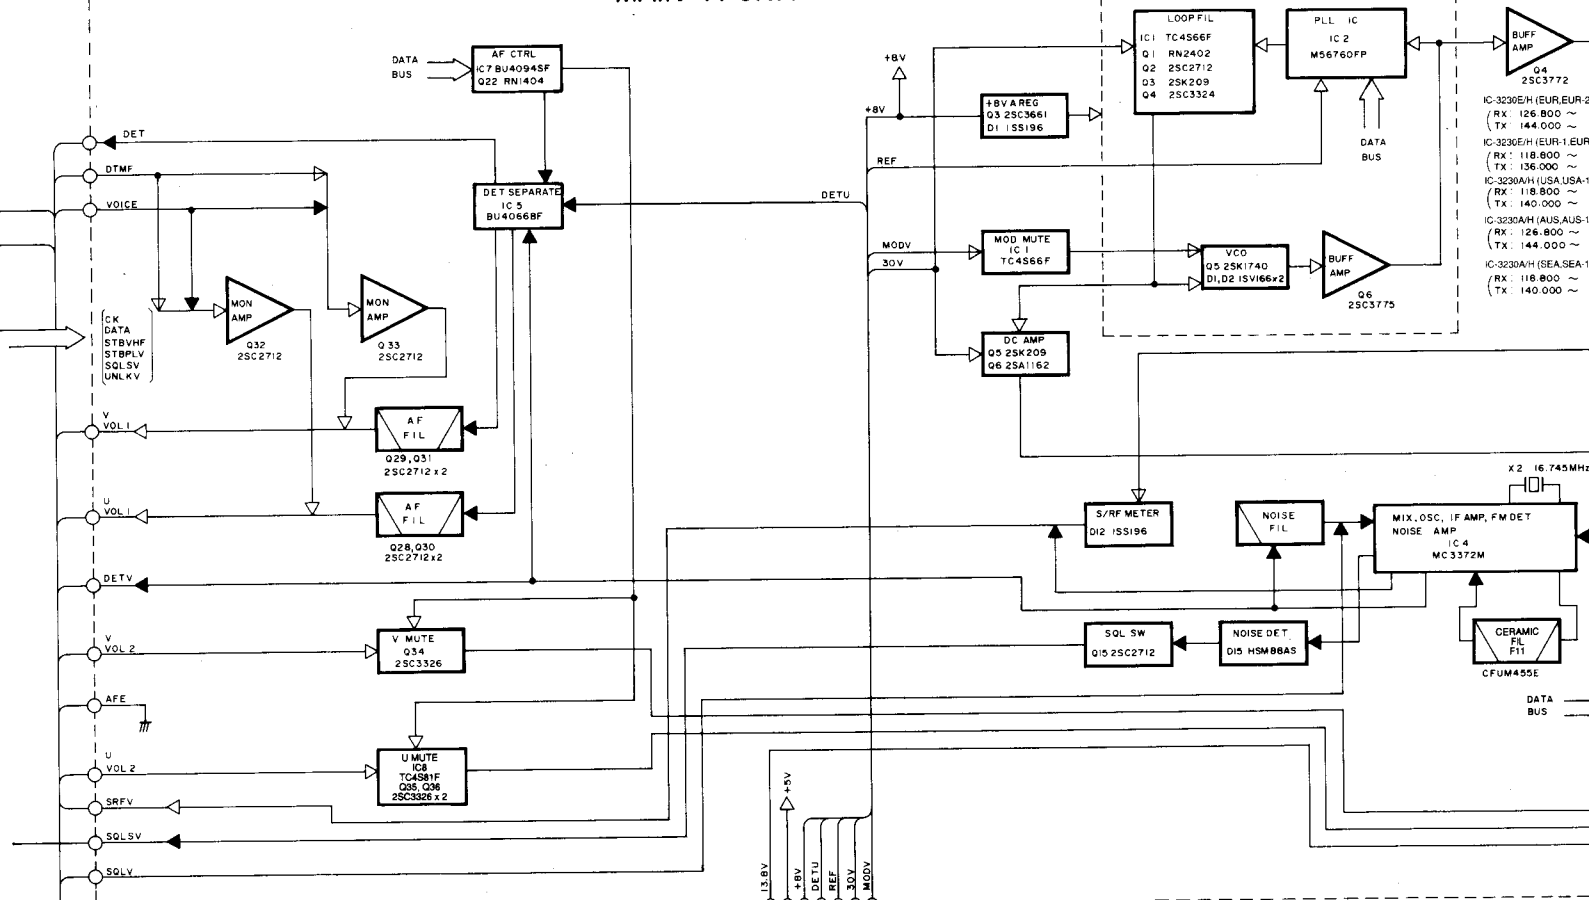 AF CTRL
IC7 BU4094SF
Q22 RN1404
DATA
BUS
DET
DTMF
VOICE
DET SEPARATE
IC 5
BU4066BF
MON
AMP
Q32
2SC2712
MON
AMP
Q33
2SC2712
CK
DATA
STBVHF
STBPLV
SQLSV
UNLKV
V
VOL 1
AF
FIL
Q29, Q31
2SC2712 x 2
U
VOL 1
AF
FIL
Q28, Q30
2SC2712x2
DETV
V MUTE
Q34
2SC3326
V
VOL 2
AFE
U
VOL 2
U MUTE
IC8
TC4S81F
Q35, Q36
2SC3326 x 2
SRFV
SQLSV
SQLV
+8V
+8V
+8V A REG
Q3 2SC3661
D1 1SS196
REF
DETU
MODV
30V
MOD MUTE
IC 1
TC4S66F
LOOP FIL
IC1 TC4S66F
Q1 RN2402
Q2 2SC2712
Q3 2SK209
Q4 2SC3324
PLL IC
IC 2
M56760FP
DATA
BUS
BUFF
AMP
Q4
2SC3772
VCO
Q5 2SK1740
D1, D2 1SV166x2
BUFF
AMP
Q6
2SC3775
DC AMP
Q5 2SK209
Q6 2SA1162
IC-3230E/H (EUR, EUR-2
RX: 126.800 ~
TX: 144.000 ~
IC-3230E/H (EUR-1, EUR
RX: 118.800 ~
TX: 136.000 ~
IC-3230A/H (USA, USA-1
RX: 118.800 ~
TX: 140.000 ~
IC-3230A/H (AUS, AUS-1
RX: 126.800 ~
TX: 144.000 ~
IC-3230A/H (SEA, SEA-1
RX: 118.800 ~
TX: 140.000 ~
S/RF METER
D12 1SS196
NOISE
FIL
X2 16.745MHz
MIX, OSC, IF AMP, FM DET
NOISE AMP
IC 4
MC3372M
SQL SW
Q15 2SC2712
NOISE DET
D15 HSM88AS
CERAMIC
FIL
F11
CFUM455E
DATA
BUS
13.8V
+5V
+8V
DETU
REF
30V
MODV